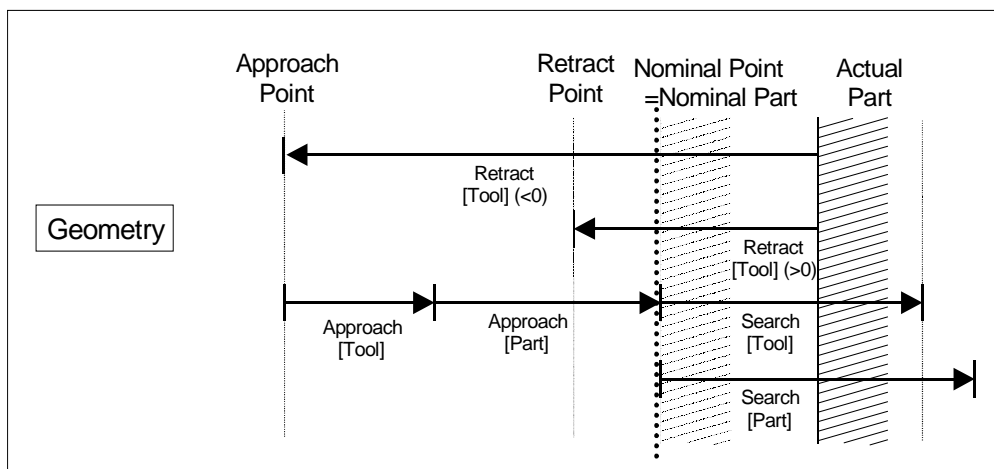 Approach
Point
Retract
Point
Nominal Point
=Nominal Part
Actual
Part
Retract
[Tool] (<0)
Geometry
Retract
[Tool] (>0)
Approach
[Tool]
Approach
[Part]
Search
[Tool]
Search
[Part]